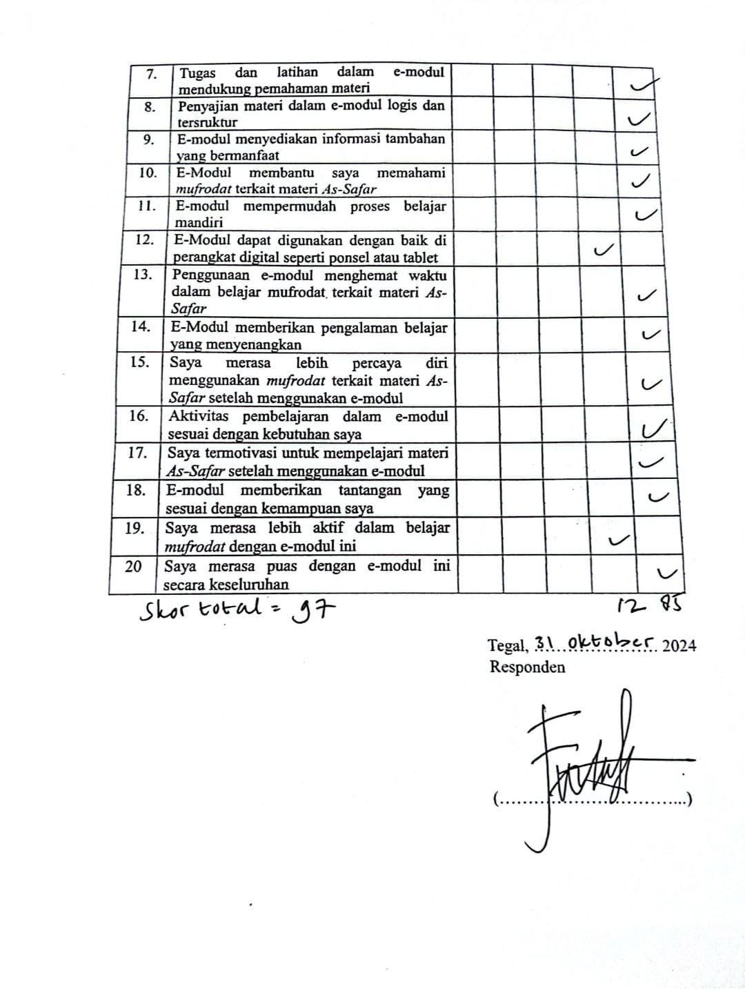 7. Tugas dan latihan dalam e-modul
mendukung pemahaman materi ✓
8. Penyajian materi dalam e-modul logis dan
tersruktur ✓
9. E-modul menyediakan informasi tambahan
yang bermanfaat ✓
10. E-Modul membantu saya memahami
mufrodat terkait materi As-Safar ✓
11. E-modul mempermudah proses belajar
mandiri ✓
12. E-Modul dapat digunakan dengan baik di
perangkat digital seperti ponsel atau tablet ✓
13. Penggunaan e-modul menghemat waktu
dalam belajar mufrodat terkait materi As-
Safar ✓
14. E-Modul memberikan pengalaman belajar
yang menyenangkan ✓
15. Saya merasa lebih percaya diri
menggunakan mufrodat terkait materi As-
Safar setelah menggunakan e-modul ✓
16. Aktivitas pembelajaran dalam e-modul
sesuai dengan kebutuhan saya ✓
17. Saya termotivasi untuk mempelajari materi
As-Safar setelah menggunakan e-modul ✓
18. E-modul memberikan tantangan yang
sesuai dengan kemampuan saya ✓
19. Saya merasa lebih aktif dalam belajar
mufrodat dengan e-modul ini ✓
20 Saya merasa puas dengan e-modul ini
secara keseluruhan ✓
Skor total = 97 12 85
Tegal, 31 oktober 2024
Responden
(........................................)